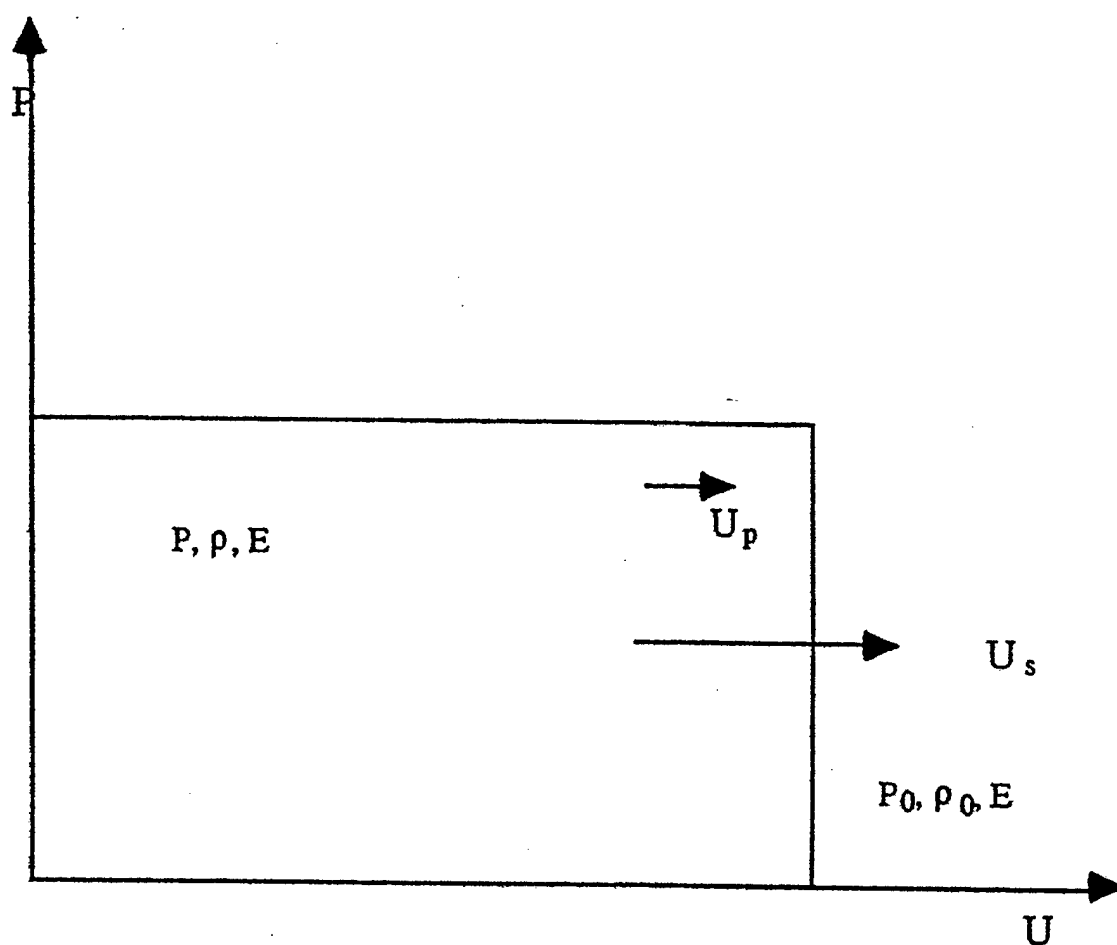 P
U_p
P, ρ, E
U_s
P_0, ρ_0, E
U